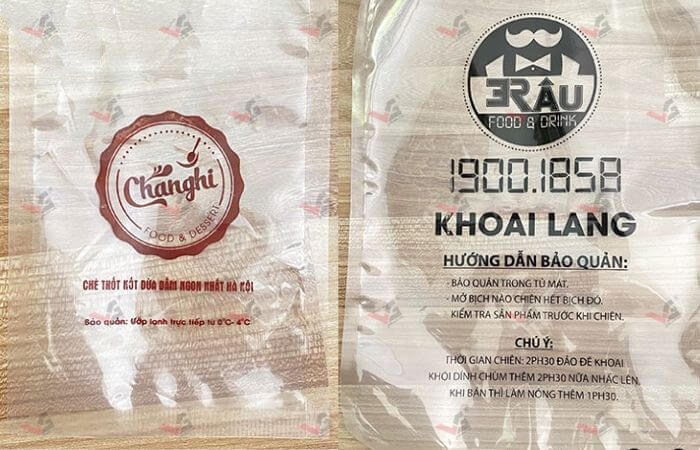 Changhi
FOOD & DESSERT
CHÈ THỐT NỐT DỪA DẦM NGON NHẤT HÀ NỘI
Bảo quản: Ướp lạnh trực tiếp từ 0°C- 4°C
3RÂU
FOOD & DRINK
1900.1858
KHOAI LANG
HƯỚNG DẪN BẢO QUẢN:
- BẢO QUẢN TRONG TỦ MÁT.
- MỞ BỊCH NÀO CHIÊN HẾT BỊCH ĐÓ.
- KIỂM TRA SẢN PHẨM TRƯỚC KHI CHIÊN.
CHÚ Ý:
THỜI GIAN CHIÊN: 2PH30 ĐẢO ĐỂ KHOAI
KHỎI DÍNH CHÙM THÊM 2PH30 NỮA NHẤC LÊN.
KHI BÁN THÌ LÀM NÓNG THÊM 1PH30.